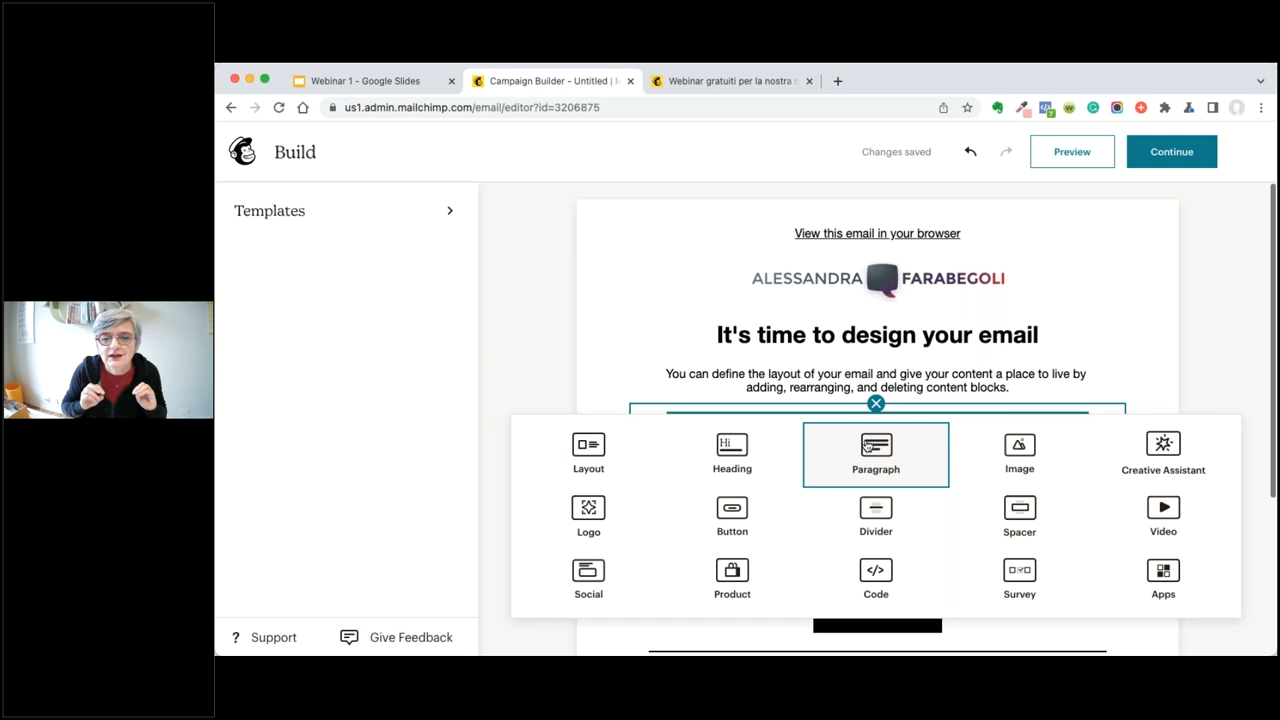 Webinar 1 - Google Slides
Campaign Builder - Untitled |
Webinar gratuiti per la nostra
us1.admin.mailchimp.com/email/editor?id=3206875
7
Build
Changes saved
Preview
Continue
Templates
View this email in your browser
ALESSANDRA FARABEGOLI
It's time to design your email
You can define the layout of your email and give your content a place to live by
adding, rearranging, and deleting content blocks.
Hi
Layout
Heading
Paragraph
Image
Creative Assistant
Logo
Button
Divider
Spacer
Video
</>
Social
Product
Code
Survey
Apps
? Support
Give Feedback